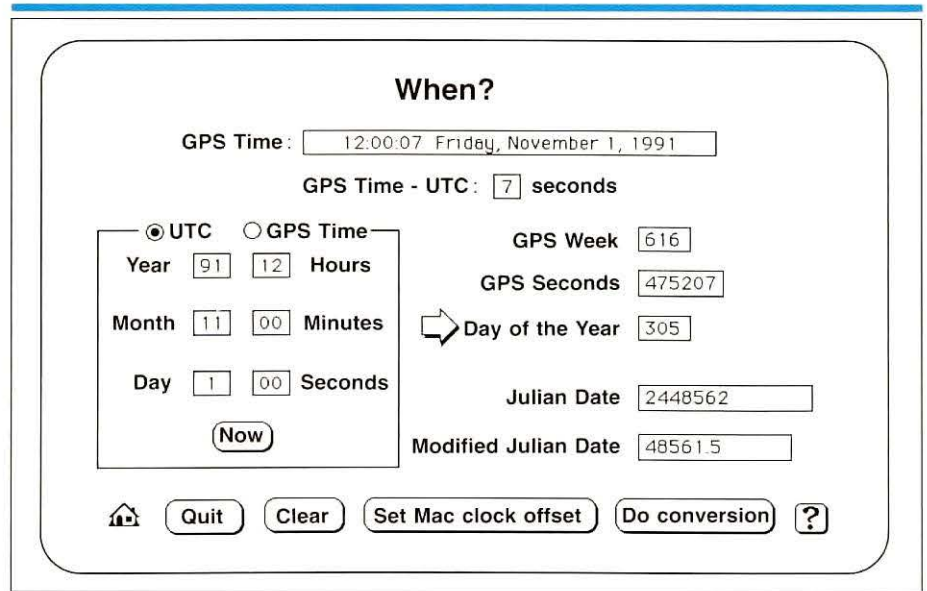 When?
GPS Time: 12:00:07 Friday, November 1, 1991
GPS Time - UTC: 7 seconds
UTC GPS Time
Year 91 12 Hours
Month 11 00 Minutes
Day 1 00 Seconds
Now
GPS Week 616
GPS Seconds 475207
Day of the Year 305
Julian Date 2448562
Modified Julian Date 48561.5
Quit Clear Set Mac clock offset Do conversion ?